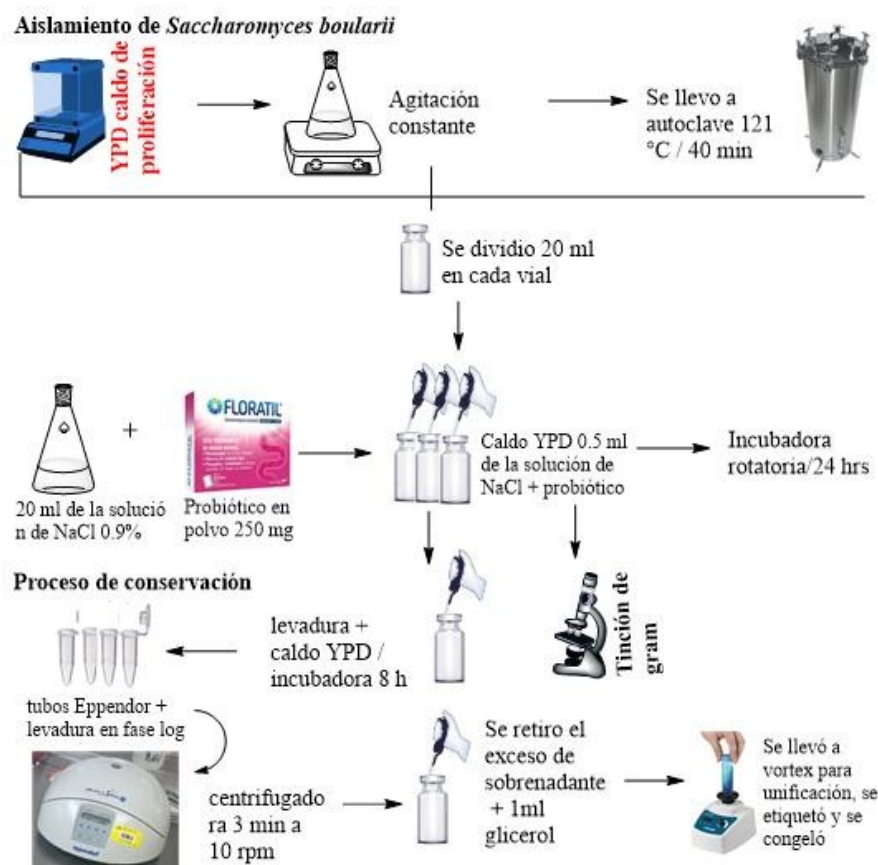 Aislamiento de Saccharomyces boularii
YPD caldo de
proliferación
Agitación
constante
Se llevo a
autoclave 121
°C / 40 min
Se dividio 20 ml
en cada vial
20 ml de la solució
n de NaCl 0.9%
+
FLORATIL
Probiótico en
polvo 250 mg
Caldo YPD 0.5 ml
de la solución de
NaCl + probiótico
Incubadora
rotatoria/24 hrs
Tinción de
gram
Proceso de conservación
levadura +
caldo YPD /
incubadora 8 h
tubos Eppendor +
levadura en fase log
centrifugado
ra 3 min a
10 rpm
Se retiro el
exceso de
sobrenadante
+ 1ml
glicerol
Se llevó a
vortex para
unificación, se
etiquetó y se
congeló